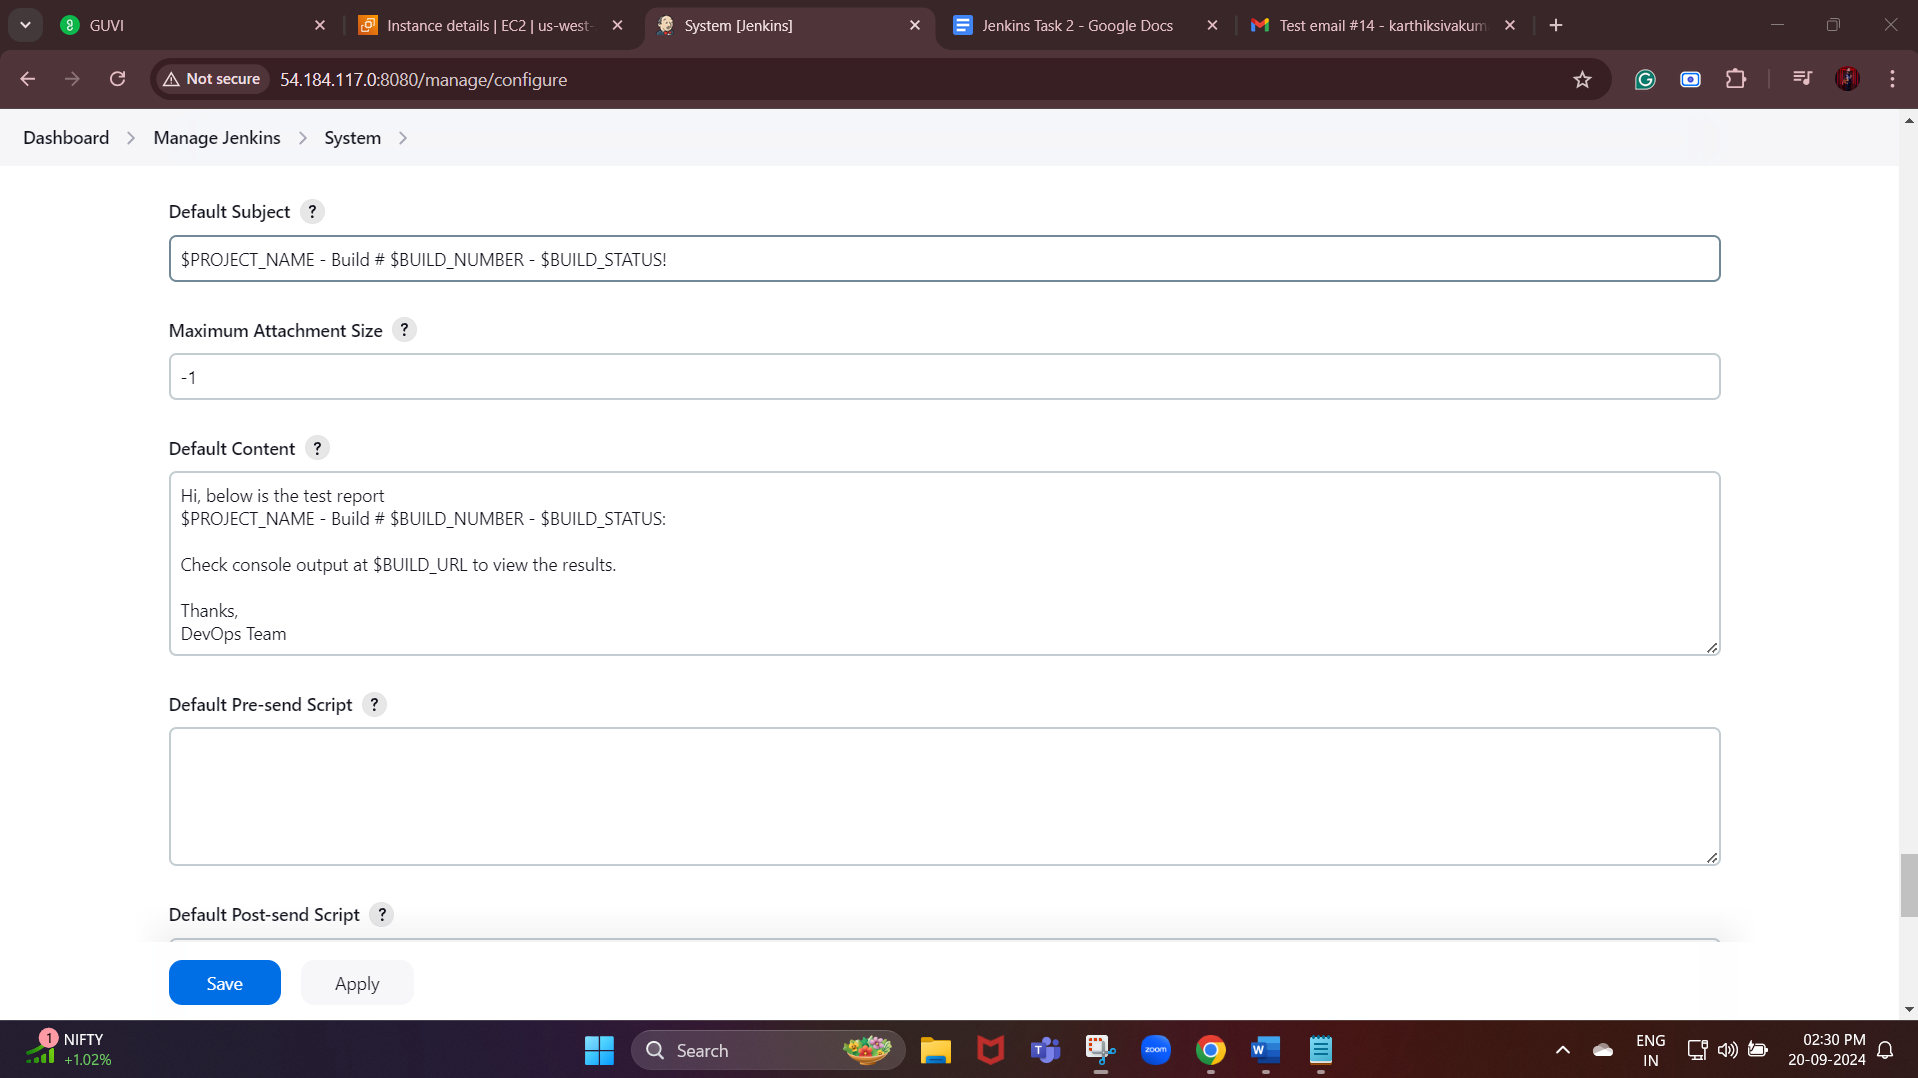 GUVI
Instance details | EC2 | us-west-
System [Jenkins]
Jenkins Task 2 - Google Docs
Test email #14 - karthiksivakum
Not secure
54.184.117.0:8080/manage/configure
Dashboard
Manage Jenkins
System
Default Subject ?
$PROJECT_NAME - Build # $BUILD_NUMBER - $BUILD_STATUS!
Maximum Attachment Size ?
-1
Default Content ?
Hi, below is the test report
$PROJECT_NAME - Build # $BUILD_NUMBER - $BUILD_STATUS:
Check console output at $BUILD_URL to view the results.
Thanks,
DevOps Team
Default Pre-send Script ?
Default Post-send Script ?
Save
Apply
1
NIFTY
+1.02%
Search
zoom
ENG
IN
02:30 PM
20-09-2024